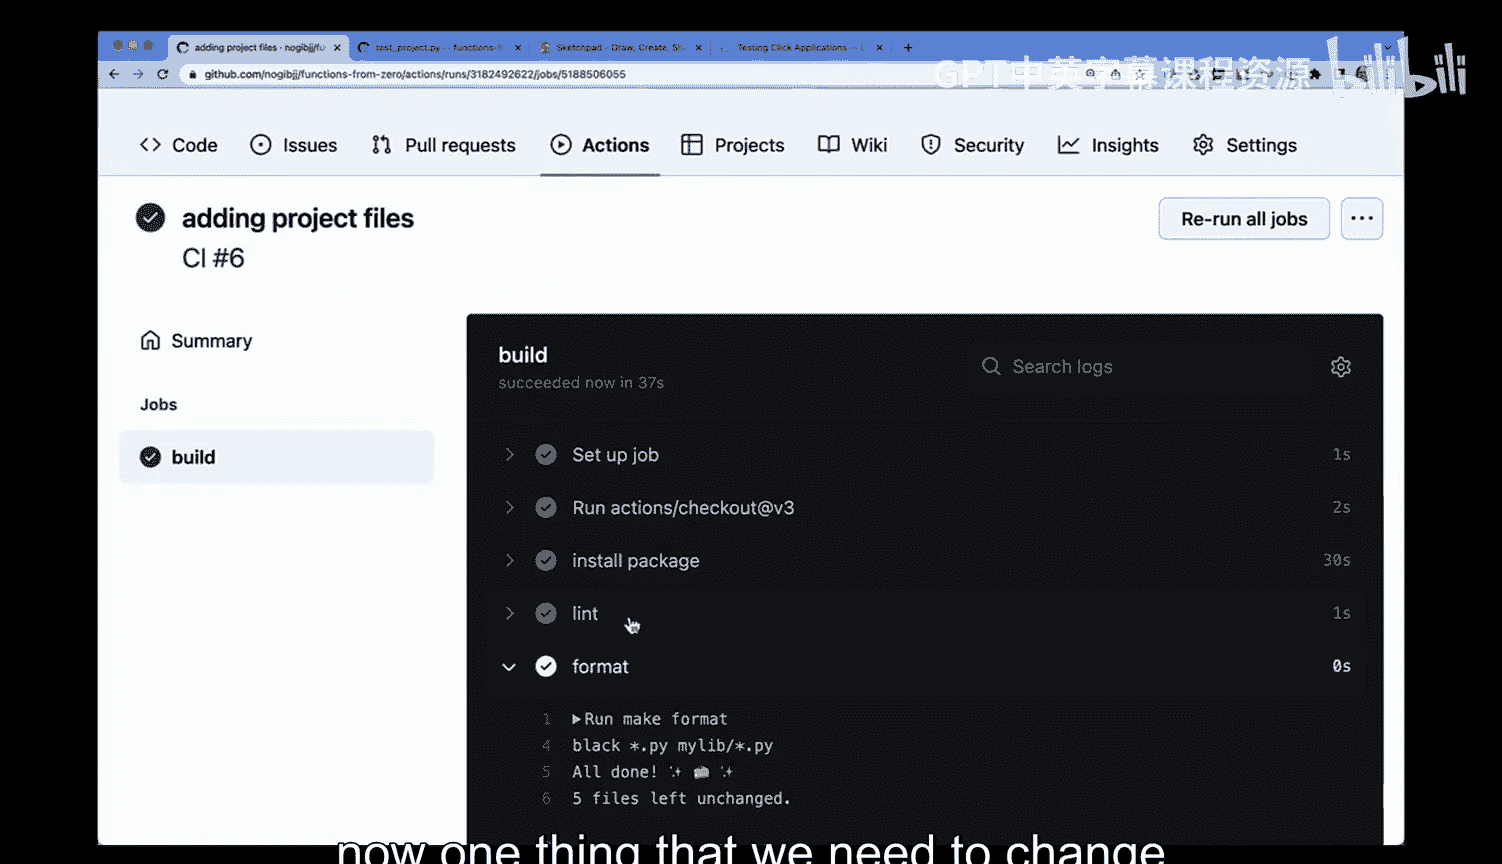 adding project files · nogibjj/fu
test_project.py — functions-fr
Sketchpad - Draw, Create, Sh
Testing Click Applications — C
github.com/nogibjj/functions-from-zero/actions/runs/3182492622/jobs/5188506055
GPT中英字幕课程资源
bilibili
Code
Issues
Pull requests
Actions
Projects
Wiki
Security
Insights
Settings
adding project files
CI #6
Re-run all jobs
Summary
Jobs
build
build
succeeded now in 37s
Search logs
Set up job 1s
Run actions/checkout@v3 2s
install package 30s
lint 1s
format 0s
1 Run make format
4 black *.py mylib/*.py
5 All done! ✨ 🍰 ✨
6 5 files left unchanged.
now one thing that we need to change